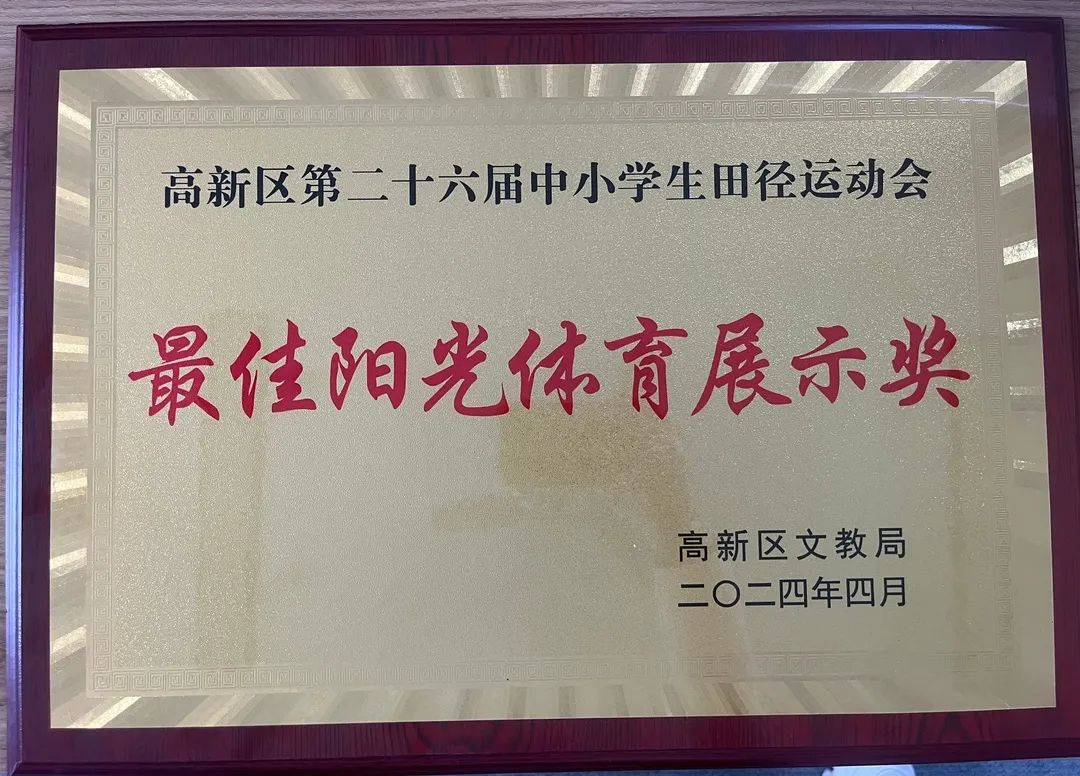 高新区第二十六届中小学生田径运动会
最佳阳光体育展示奖
高新区文教局
二〇二四年四月